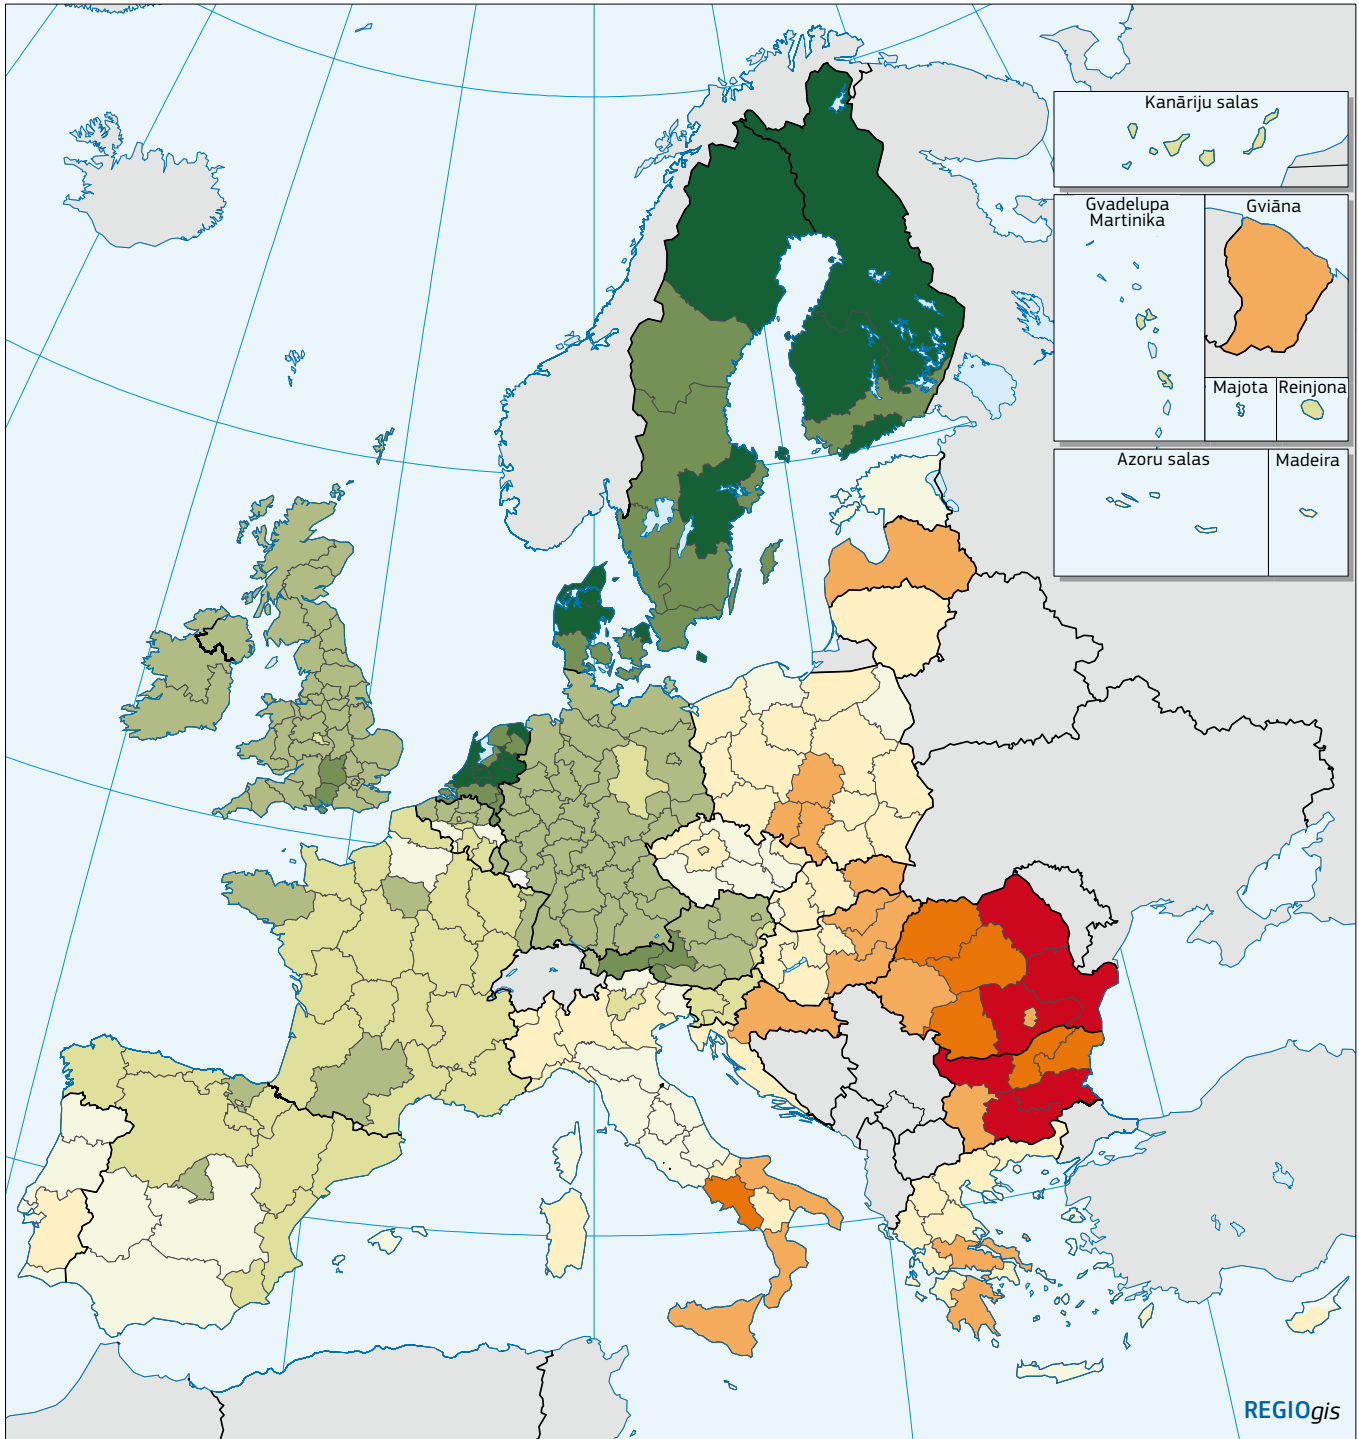 Kanāriju salas
Gvadelupa
Martinika
Gviāna
Majota
Reinjona
Azoru salas
Madeira
REGIOgis